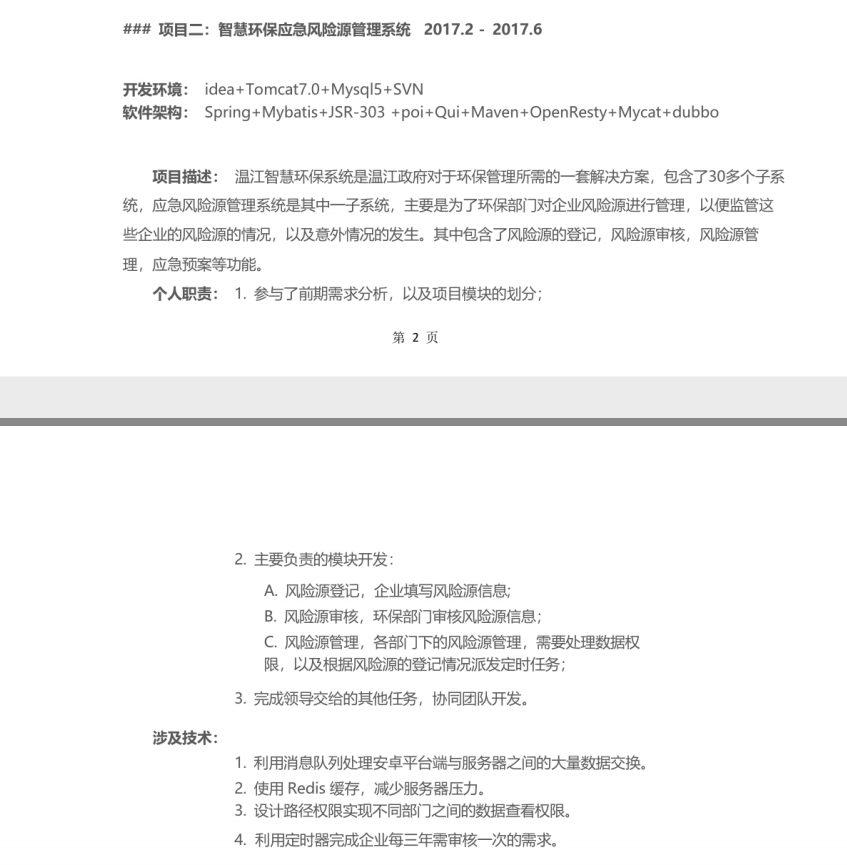 ### 项目二：智慧环保应急风险源管理系统 2017.2 - 2017.6
开发环境： idea+Tomcat7.0+Mysql5+SVN
软件架构： Spring+Mybatis+JSR-303 +poi+Qui+Maven+OpenResty+Mycat+dubbo
项目描述： 温江智慧环保系统是温江政府对于环保管理所需的一套解决方案，包含了30多个子系
统，应急风险源管理系统是其中一子系统，主要是为了环保部门对企业风险源进行管理，以便监管这
些企业的风险源的情况，以及意外情况的发生。其中包含了风险源的登记，风险源审核，风险源管
理，应急预案等功能。
个人职责： 1. 参与了前期需求分析，以及项目模块的划分；
第 2 页
2. 主要负责的模块开发：
A. 风险源登记，企业填写风险源信息;
B. 风险源审核，环保部门审核风险源信息；
C. 风险源管理，各部门下的风险源管理，需要处理数据权
限，以及根据风险源的登记情况派发定时任务；
3. 完成领导交给的其他任务，协同团队开发。
涉及技术：
1. 利用消息队列处理安卓平台端与服务器之间的大量数据交换。
2. 使用 Redis 缓存，减少服务器压力。
3. 设计路径权限实现不同部门之间的数据查看权限。
4. 利用定时器完成企业每三年需审核一次的需求。